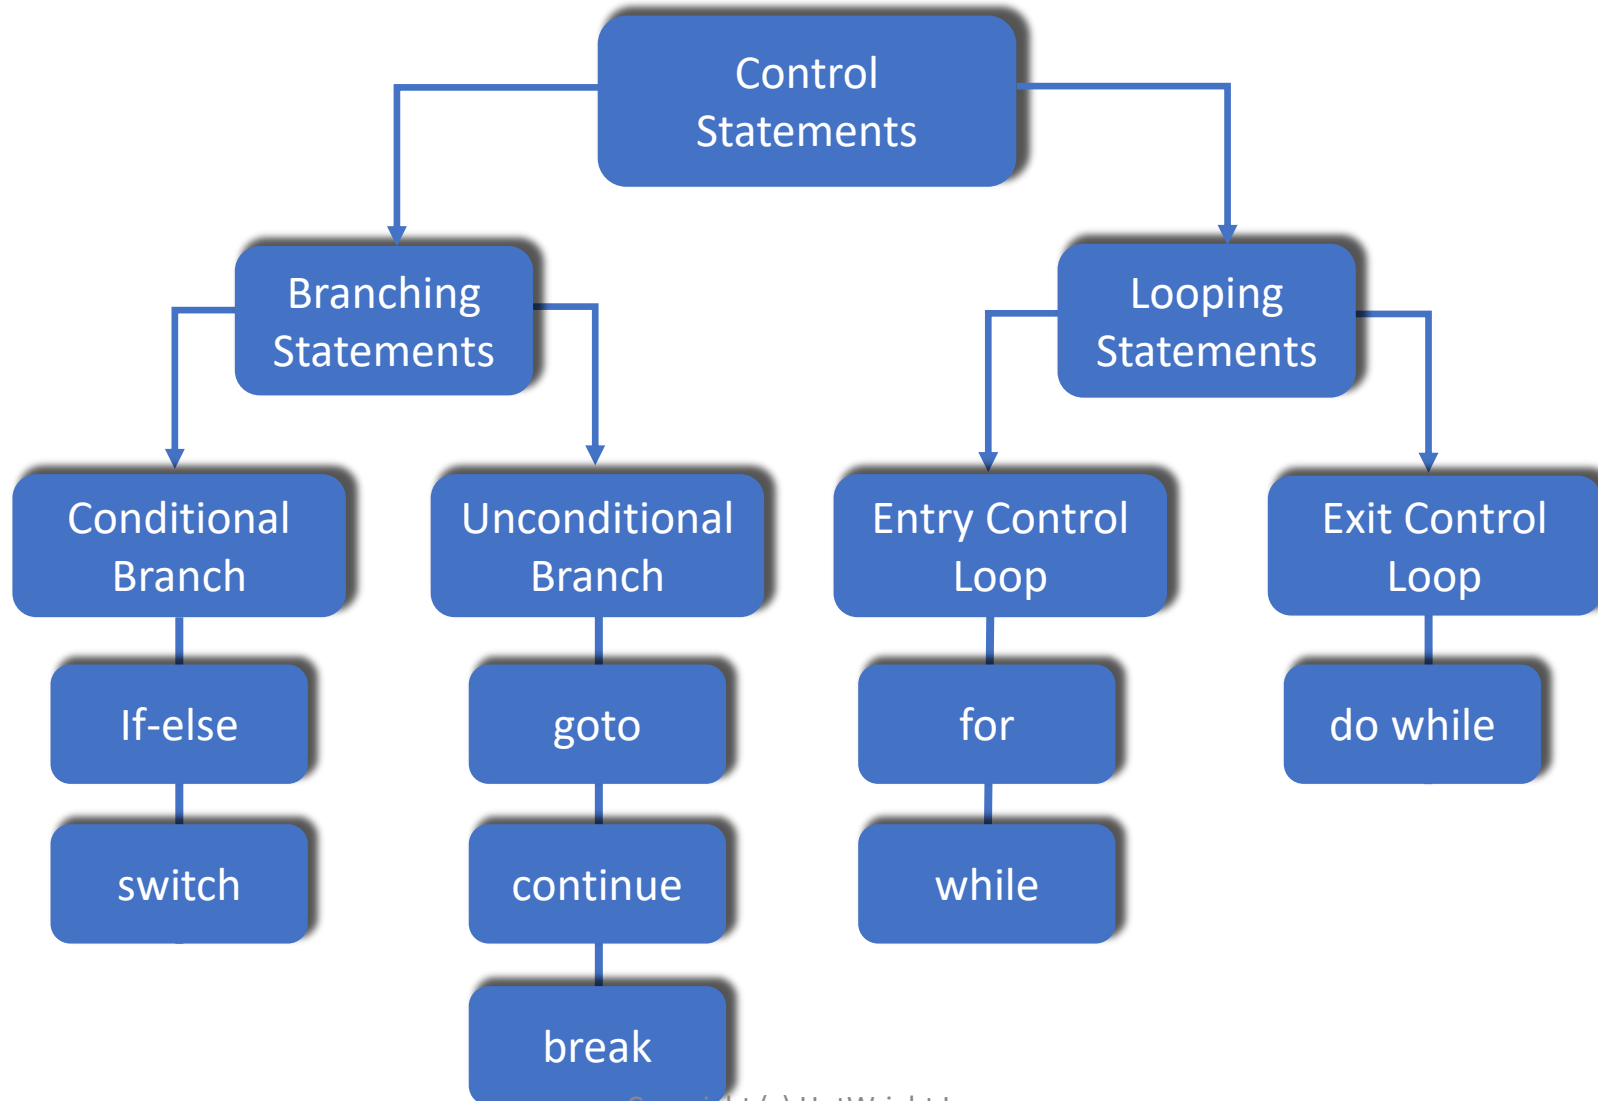 Control
Statements
Branching
Statements
Looping
Statements
Conditional
Branch
Unconditional
Branch
Entry Control
Loop
Exit Control
Loop
If-else
goto
for
do while
switch
continue
while
break